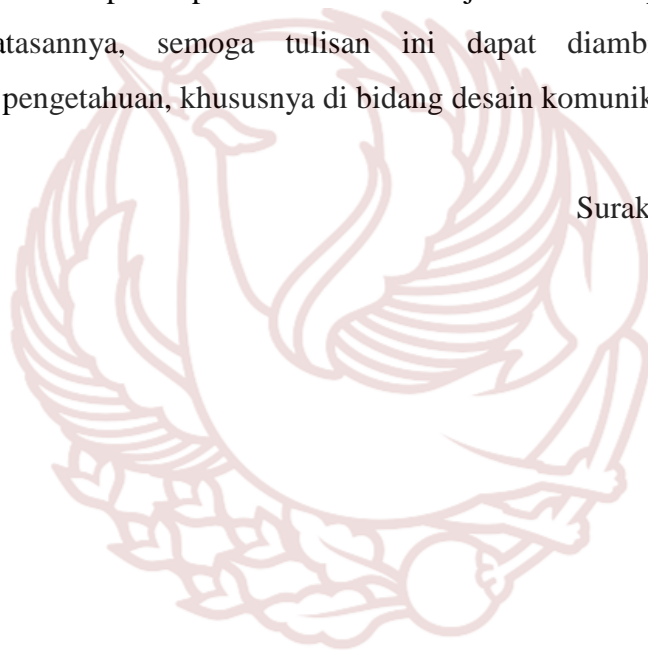 atasannya, semoga tulisan ini dapat diamb
pengetahuan, khususnya di bidang desain komunik
Surak